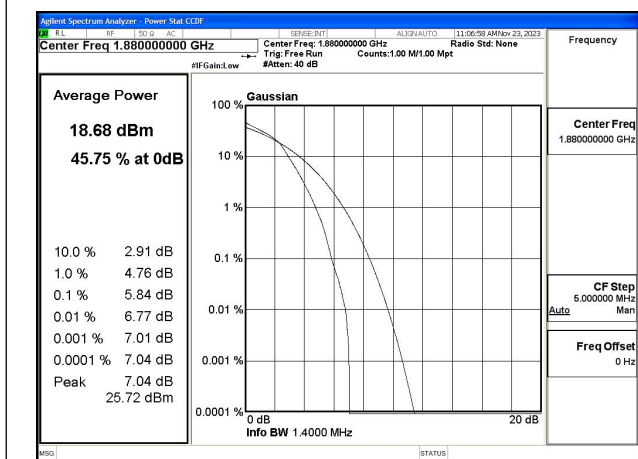 Agilent Spectrum Analyzer - Power Stat CCDF
LXI RL RF 50 Ω AC SENSE:INT ALIGN AUTO 11:06:58 AM Nov 23, 2023
Center Freq 1.880000000 GHz
Center Freq: 1.880000000 GHz Radio Std: None
Trig: Free Run Counts:1.00 M/1.00 Mpt
#IFGain:Low #Atten: 40 dB
Frequency
Average Power
18.68 dBm
45.75 % at 0dB
10.0 % 2.91 dB
1.0 % 4.76 dB
0.1 % 5.84 dB
0.01 % 6.77 dB
0.001 % 7.01 dB
0.0001 % 7.04 dB
Peak 7.04 dB
25.72 dBm
Gaussian
100 %
10 %
1 %
0.1 %
0.01 %
0.001 %
0.0001 %
0 dB 20 dB
Info BW 1.4000 MHz
Center Freq
1.880000000 GHz
CF Step
5.000000 MHz
Auto Man
Freq Offset
0 Hz
MSG STATUS